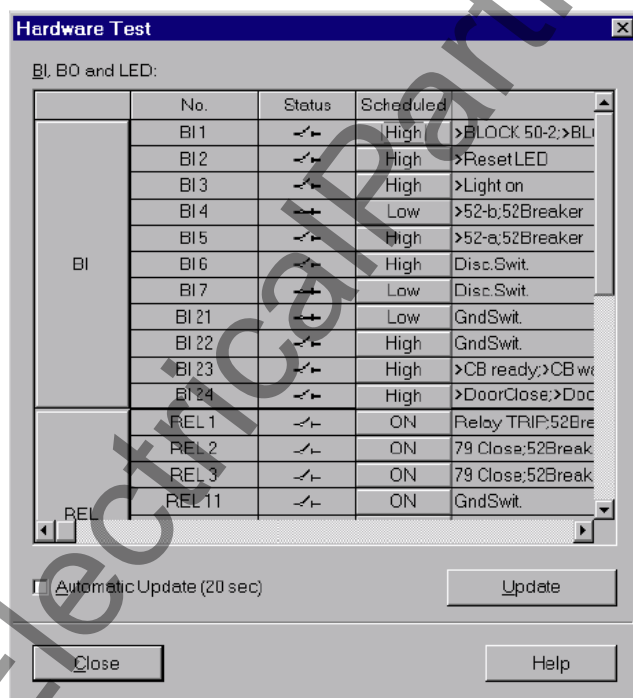 Hardware Test
BI, BO and LED:
No. Status Scheduled
BI BI 1 High >BLOCK 50-2;>BL
BI 2 High >ResetLED
BI 3 High >Light on
BI 4 Low >52-b;52Breaker
BI 5 High >52-a;52Breaker
BI 6 High Disc.Swit.
BI 7 Low Disc.Swit.
BI 21 Low GndSwit.
BI 22 High GndSwit.
BI 23 High >CB ready;>CB wa
BI 24 High >DoorClose;>Doo
REL REL 1 ON Relay TRIP;52Bre
REL 2 ON 79 Close;52Break
REL 3 ON 79 Close;52Break
REL 11 ON GndSwit.
Automatic Update (20 sec)
Update
Close
Help
ElectricalPart